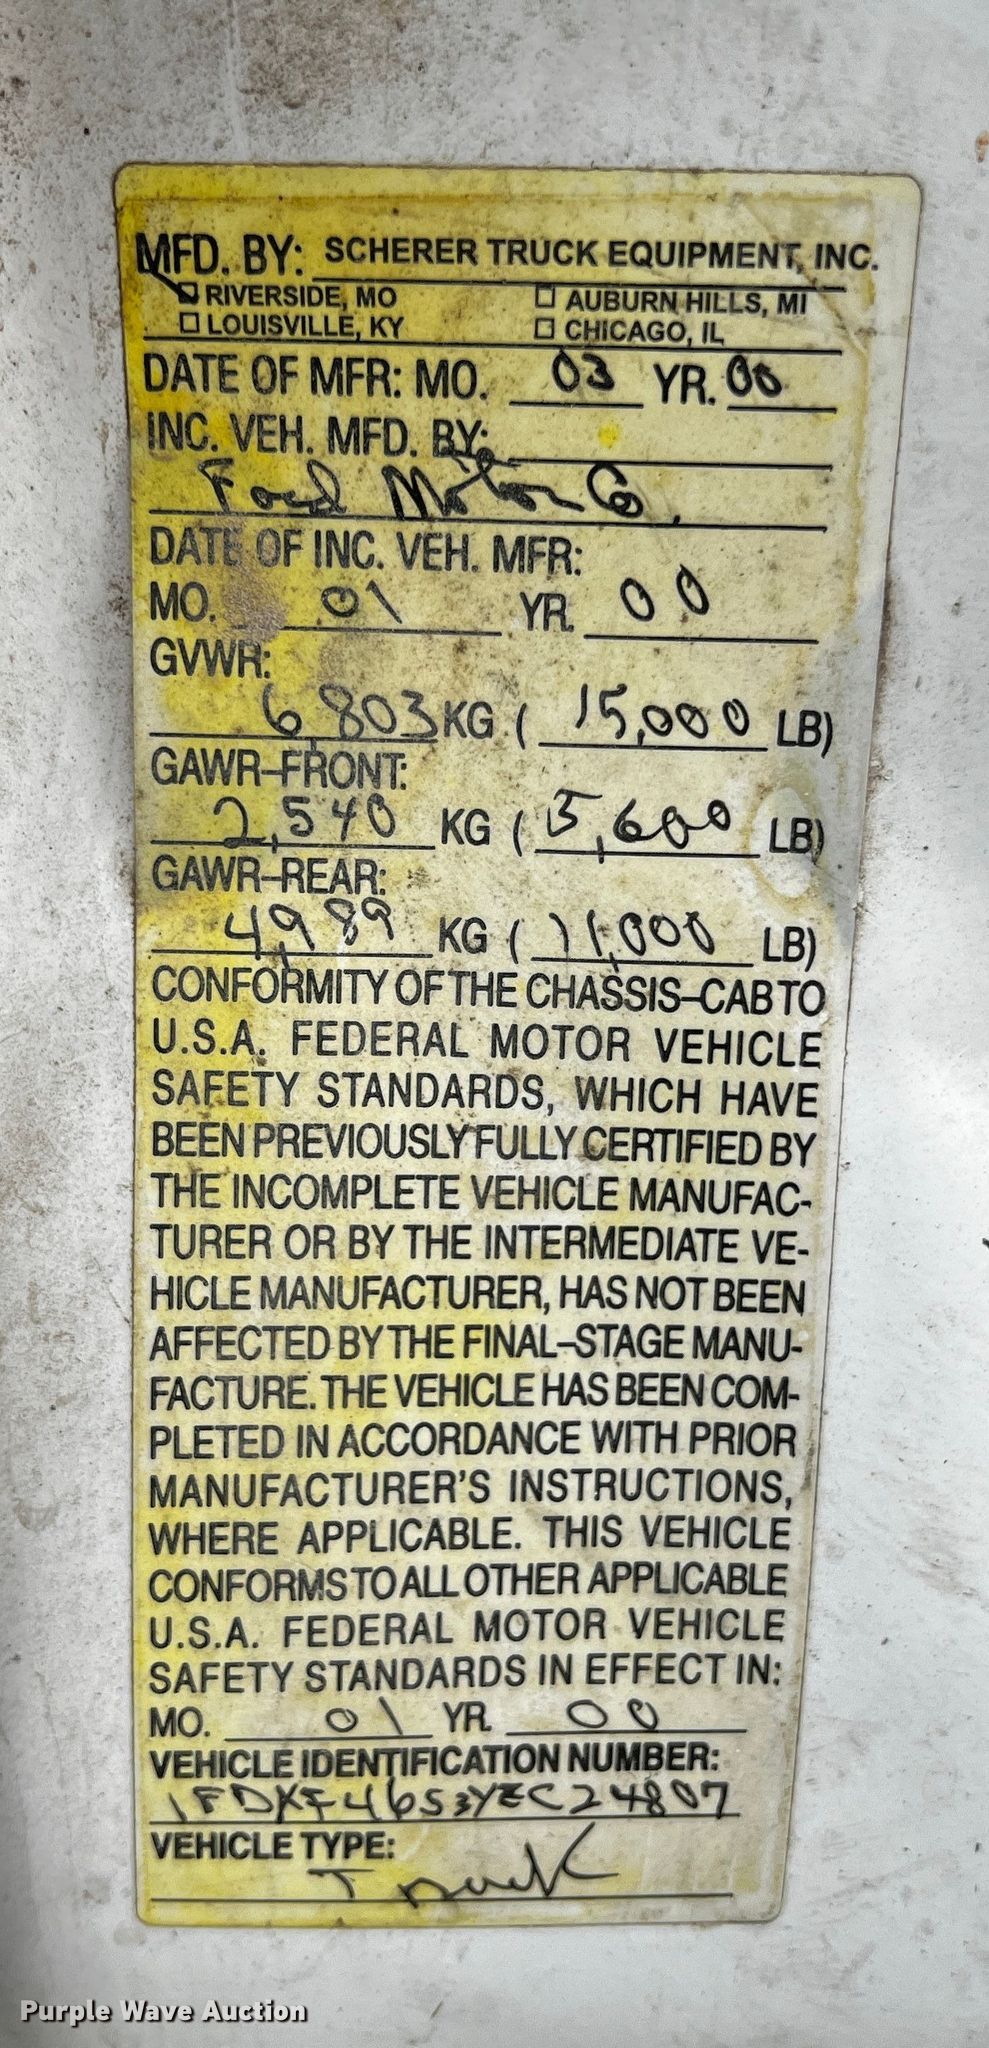 MFD. BY: SCHERER TRUCK EQUIPMENT, INC.
RIVERSIDE, MO AUBURN HILLS, MI
LOUISVILLE, KY CHICAGO, IL
DATE OF MFR: MO. 03 YR. 00
INC. VEH. MFD. BY:
Ford Motor Co.
DATE OF INC. VEH. MFR:
MO. 01 YR. 00
GVWR:
6,803 KG ( 15,000 LB)
GAWR-FRONT:
2,540 KG ( 5,600 LB)
GAWR-REAR:
4,989 KG ( 11,000 LB)
CONFORMITY OF THE CHASSIS-CAB TO
U.S.A. FEDERAL MOTOR VEHICLE
SAFETY STANDARDS, WHICH HAVE
BEEN PREVIOUSLY FULLY CERTIFIED BY
THE INCOMPLETE VEHICLE MANUFAC-
TURER OR BY THE INTERMEDIATE VE-
HICLE MANUFACTURER, HAS NOT BEEN
AFFECTED BY THE FINAL-STAGE MANU-
FACTURE. THE VEHICLE HAS BEEN COM-
PLETED IN ACCORDANCE WITH PRIOR
MANUFACTURER'S INSTRUCTIONS,
WHERE APPLICABLE. THIS VEHICLE
CONFORMS TO ALL OTHER APPLICABLE
U.S.A. FEDERAL MOTOR VEHICLE
SAFETY STANDARDS IN EFFECT IN:
MO. 01 YR. 00
VEHICLE IDENTIFICATION NUMBER:
1FDXF46S3YEC24807
VEHICLE TYPE:
Truck
Purple Wave Auction